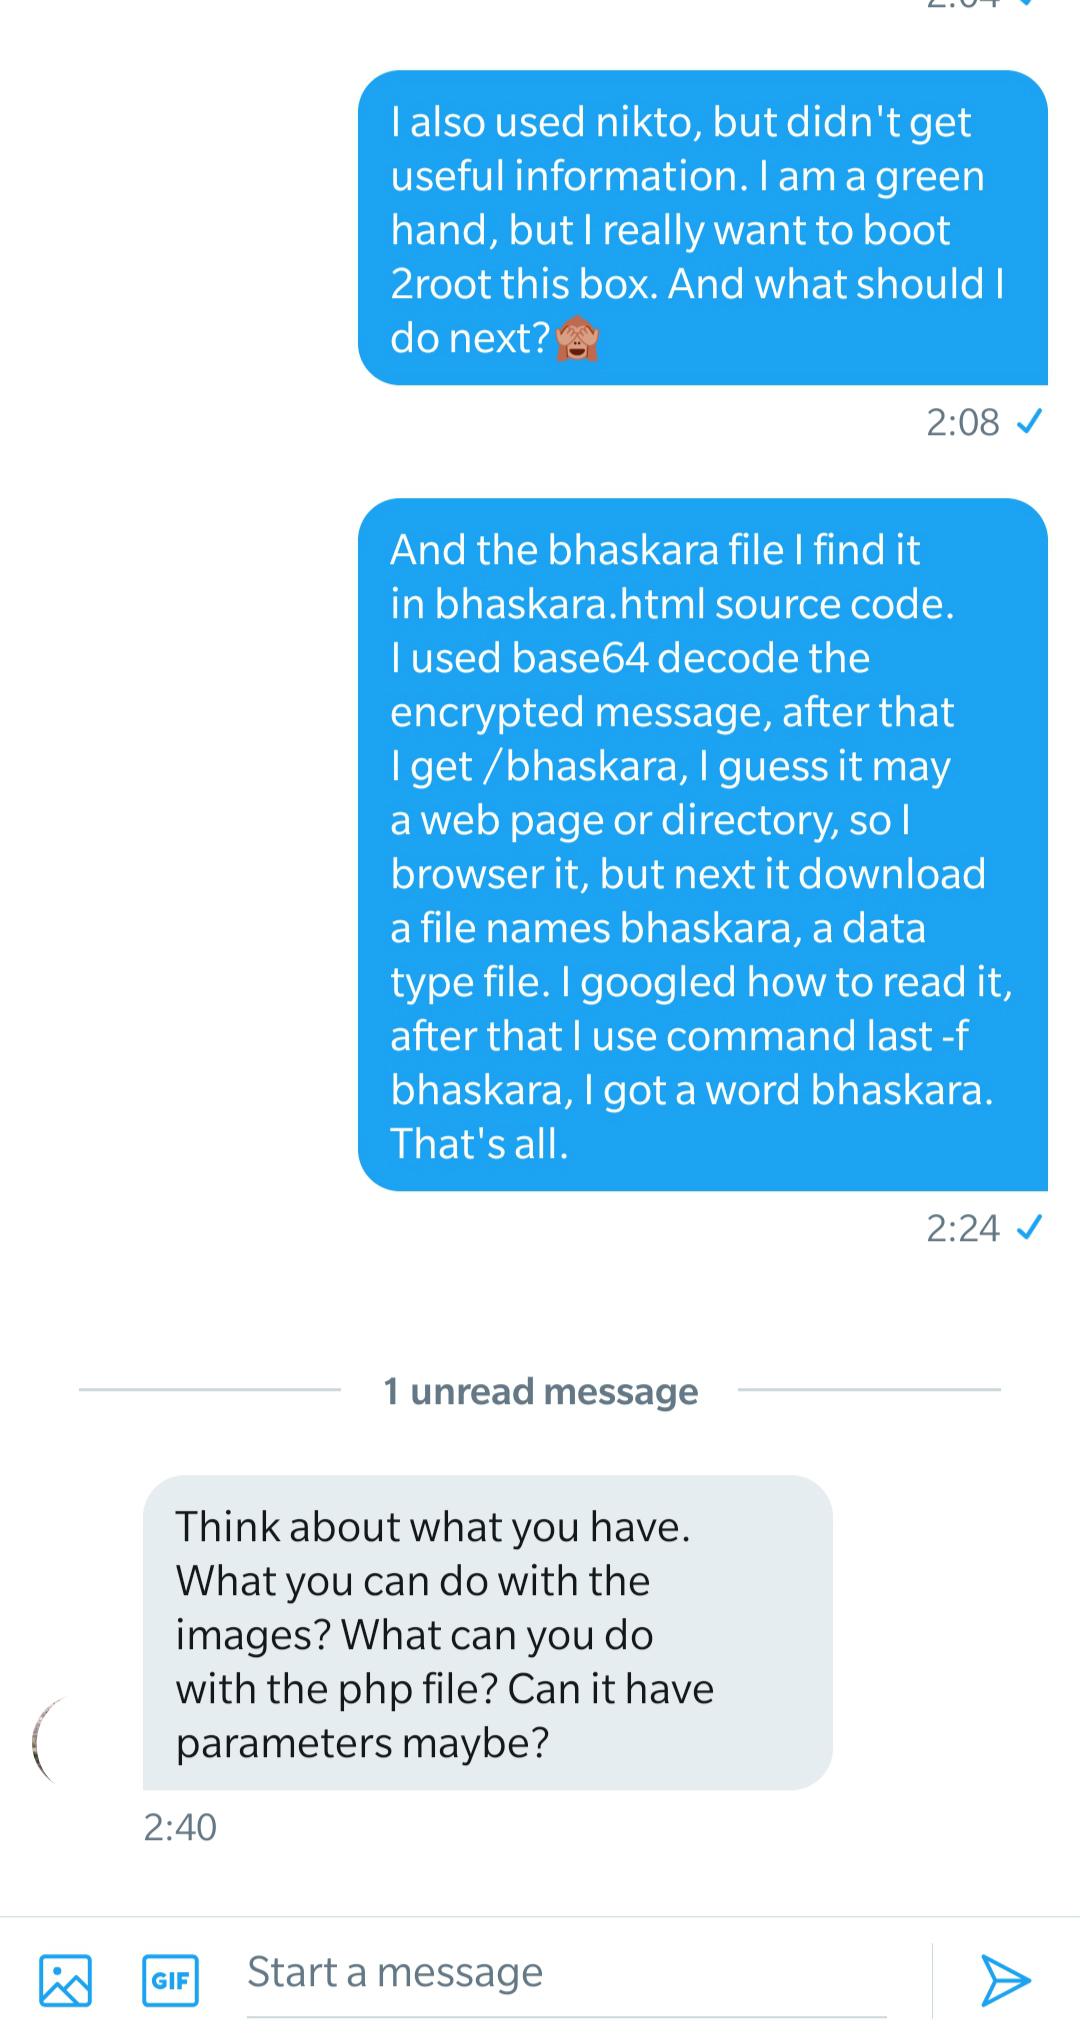 I also used nikto, but didn't get
useful information. I am a green
hand, but I really want to boot
2root this box. And what should I
do next?🙈
2:08 ✓
And the bhaskara file I find it
in bhaskara.html source code.
I used base64 decode the
encrypted message, after that
I get /bhaskara, I guess it may
a web page or directory, so I
browser it, but next it download
a file names bhaskara, a data
type file. I googled how to read it,
after that I use command last -f
bhaskara, I got a word bhaskara.
That's all.
2:24 ✓
1 unread message
Think about what you have.
What you can do with the
images? What can you do
with the php file? Can it have
parameters maybe?
2:40
GIF
Start a message